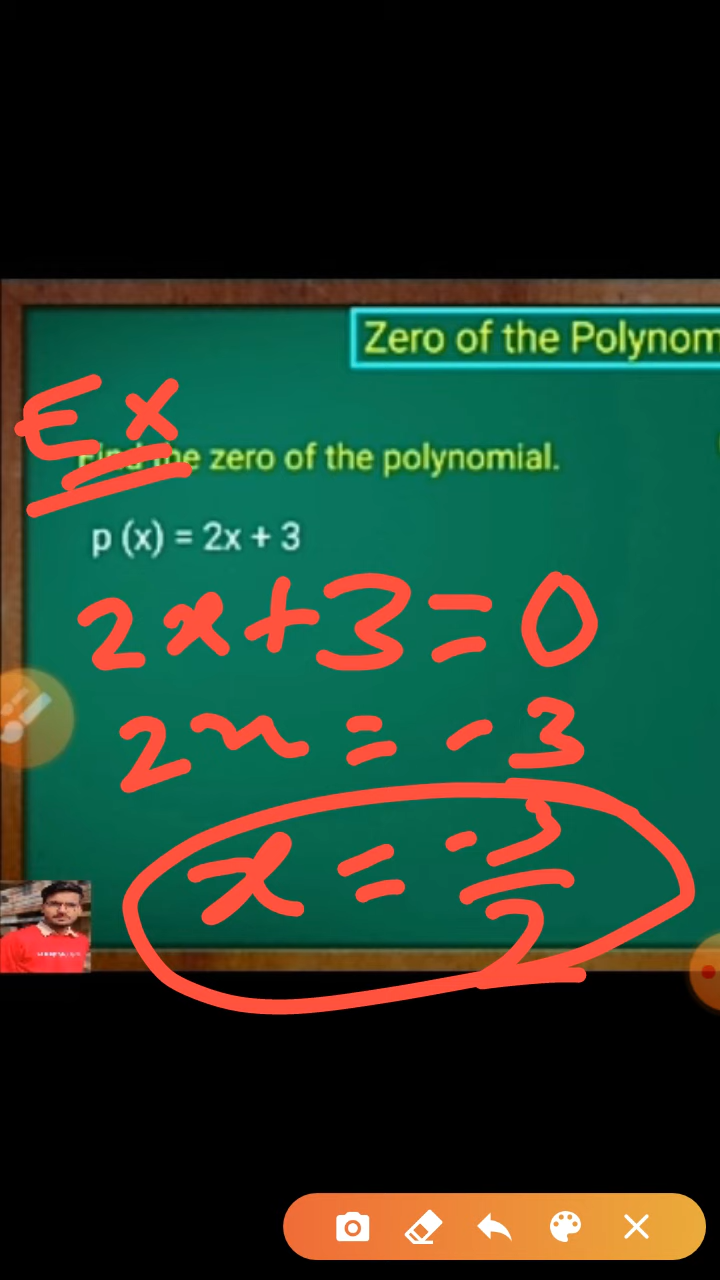 Zero of the Polynom
Ex
Find the zero of the polynomial.
p (x) = 2x + 3
2x+3=0
2x = -3
x = -3/2